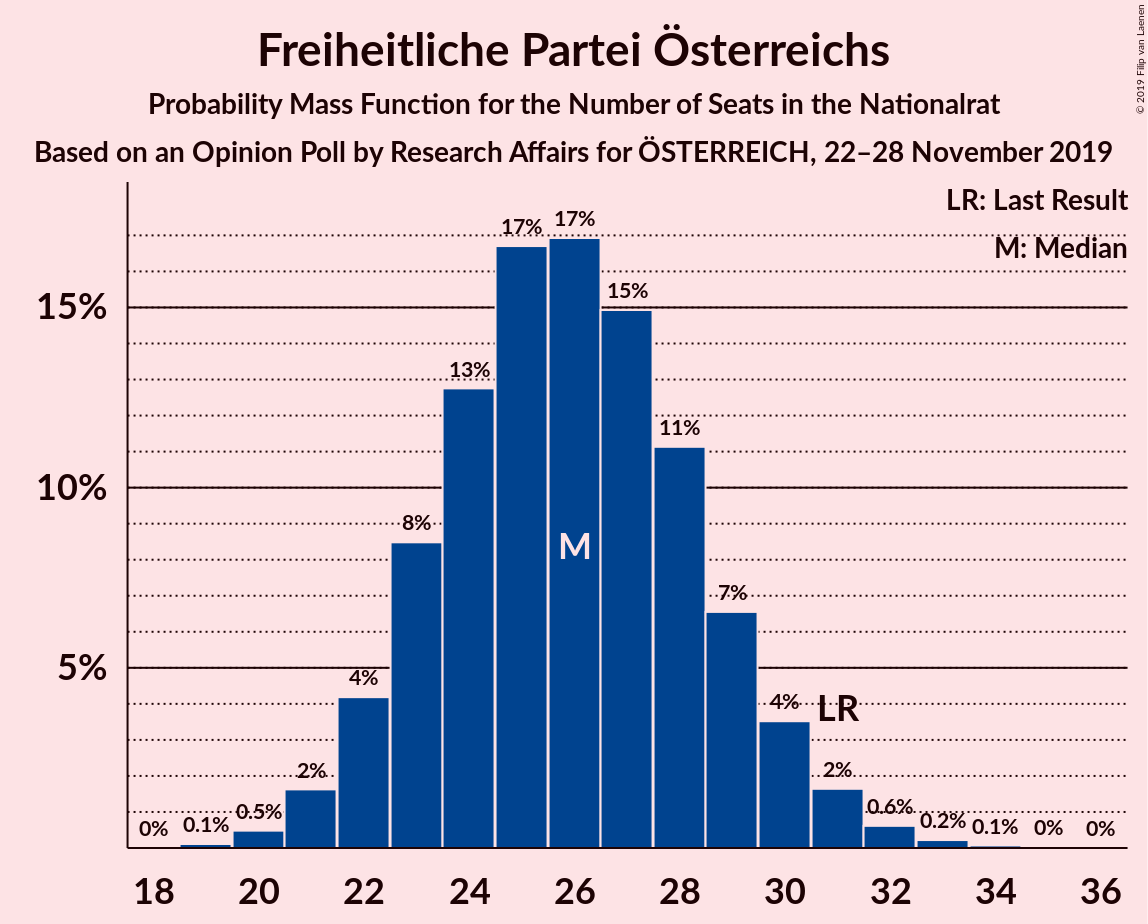 Freiheitliche Partei Österreichs
Probability Mass Function for the Number of Seats in the Nationalrat
Based on an Opinion Poll by Research Affairs for ÖSTERREICH, 22–28 November 2019
© 2019 Filip van Laenen
LR: Last Result
M: Median
15%
10%
5%
0%
0.1%
0.5%
2%
4%
8%
13%
17%
17%
15%
11%
7%
4%
2%
0.6%
0.2%
0.1%
0%
0%
M
LR
18 20 22 24 26 28 30 32 34 36